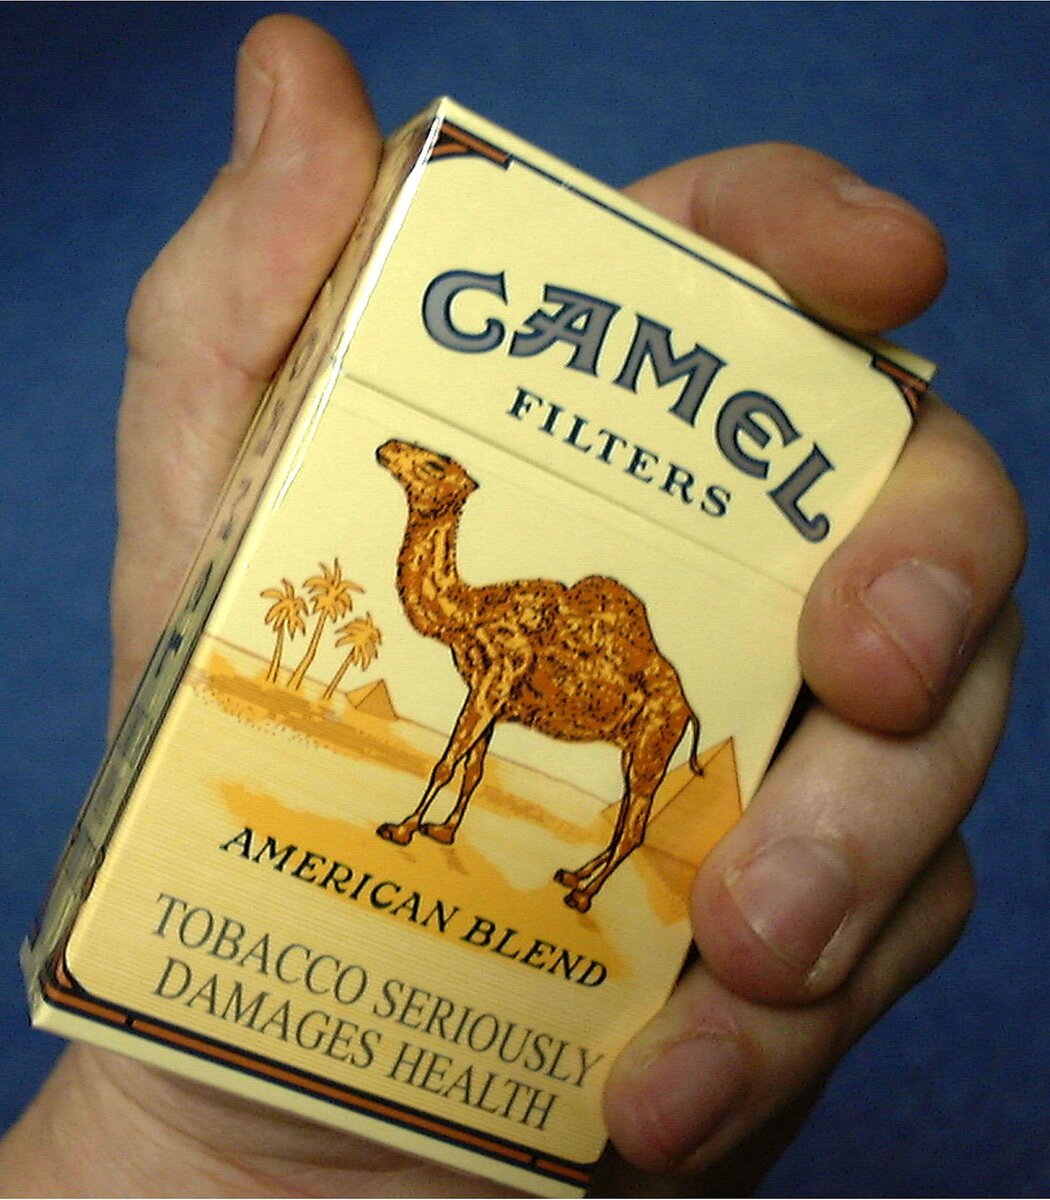 CAMEL
FILTERS
AMERICAN BLEND
TOBACCO SERIOUSLY
DAMAGES HEALTH